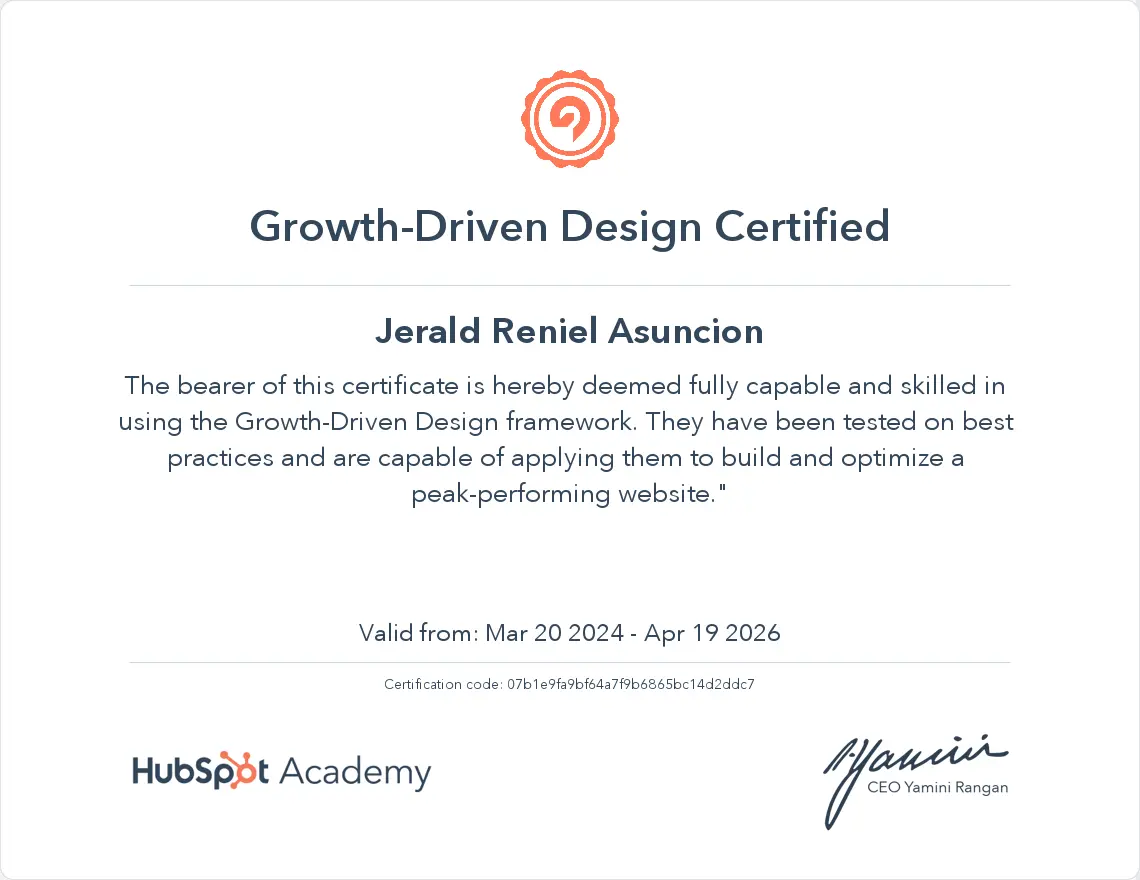 Growth-Driven Design Certified
Jerald Reniel Asuncion
The bearer of this certificate is hereby deemed fully capable and skilled in
using the Growth-Driven Design framework. They have been tested on best
practices and are capable of applying them to build and optimize a
peak-performing website."
Valid from: Mar 20 2024 - Apr 19 2026
Certification code: 07b1e9fa9bf64a7f9b6865bc14d2ddc7
HubSpot Academy
CEO Yamini Rangan